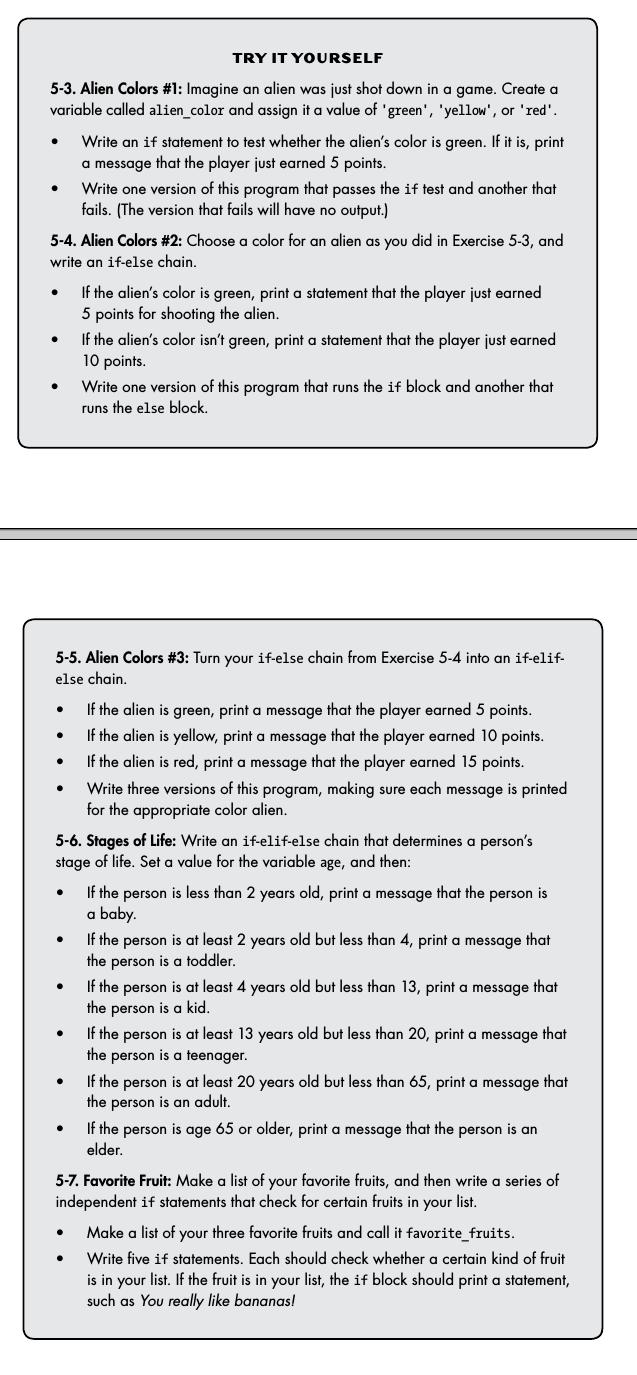 TRY IT YOURSELF
5-3. Alien Colors #1: Imagine an alien was just shot down in a game. Create a
variable called alien_color and assign it a value of 'green', 'yellow', or 'red'.
• Write an if statement to test whether the alien's color is green. If it is, print
a message that the player just earned 5 points.
• Write one version of this program that passes the if test and another that
fails. (The version that fails will have no output.)
5-4. Alien Colors #2: Choose a color for an alien as you did in Exercise 5-3, and
write an if-else chain.
• If the alien's color is green, print a statement that the player just earned
5 points for shooting the alien.
• If the alien's color isn't green, print a statement that the player just earned
10 points.
• Write one version of this program that runs the if block and another that
runs the else block.
5-5. Alien Colors #3: Turn your if-else chain from Exercise 5-4 into an if-elif-
else chain.
• If the alien is green, print a message that the player earned 5 points.
• If the alien is yellow, print a message that the player earned 10 points.
• If the alien is red, print a message that the player earned 15 points.
• Write three versions of this program, making sure each message is printed
for the appropriate color alien.
5-6. Stages of Life: Write an if-elif-else chain that determines a person's
stage of life. Set a value for the variable age, and then:
• If the person is less than 2 years old, print a message that the person is
a baby.
• If the person is at least 2 years old but less than 4, print a message that
the person is a toddler.
• If the person is at least 4 years old but less than 13, print a message that
the person is a kid.
• If the person is at least 13 years old but less than 20, print a message that
the person is a teenager.
• If the person is at least 20 years old but less than 65, print a message that
the person is an adult.
• If the person is age 65 or older, print a message that the person is an
elder.
5-7. Favorite Fruit: Make a list of your favorite fruits, and then write a series of
independent if statements that check for certain fruits in your list.
• Make a list of your three favorite fruits and call it favorite_fruits.
• Write five if statements. Each should check whether a certain kind of fruit
is in your list. If the fruit is in your list, the if block should print a statement,
such as You really like bananas!